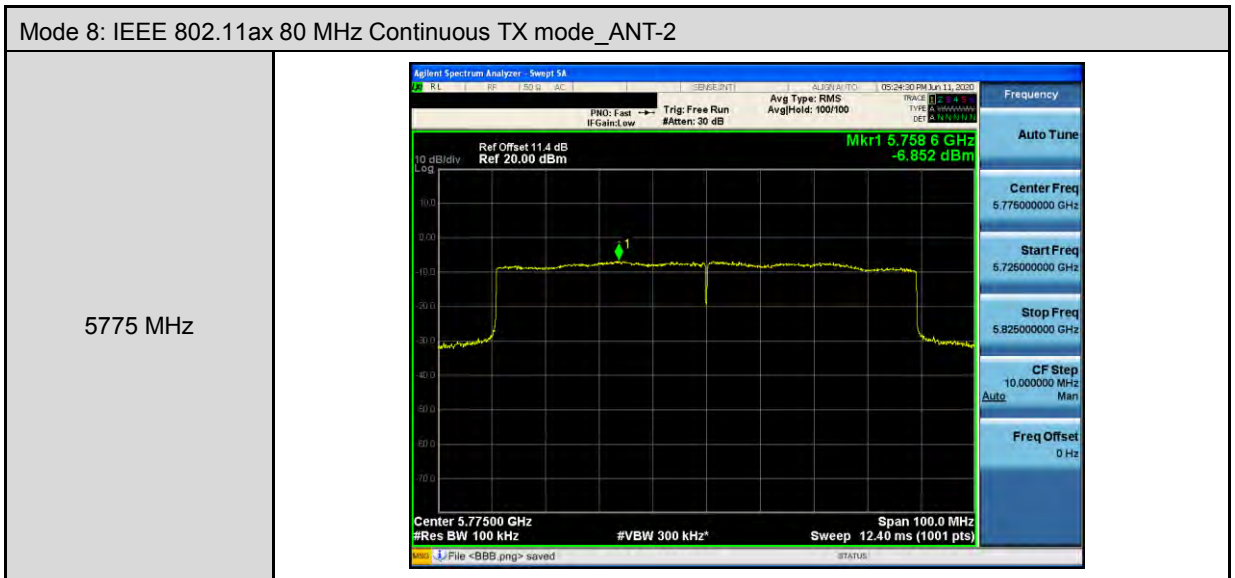 Mode 8: IEEE 802.11ax 80 MHz Continuous TX mode_ANT-2
5775 MHz
Agilent Spectrum Analyzer - Swept SA
RL RF 50 Ω AC SENSE:INT ALIGN AUTO 05:24:30 PM Jun 11, 2020
PNO: Fast
IFGain:Low
Trig: Free Run
#Atten: 30 dB
Avg Type: RMS
Avg|Hold: 100/100
TRACE 1 2 3 4 5 6
TYPE A
DET A N N N N N
Ref Offset 11.4 dB
10 dB/div Ref 20.00 dBm
Log
Mkr1 5.758 6 GHz
-6.852 dBm
1
10.0
0.00
-10.0
-20.0
-30.0
-40.0
-50.0
-60.0
-70.0
Center 5.77500 GHz Span 100.0 MHz
#Res BW 100 kHz #VBW 300 kHz* Sweep 12.40 ms (1001 pts)
MSG File <BBB.png> saved STATUS
Frequency
Auto Tune
Center Freq
5.775000000 GHz
Start Freq
5.725000000 GHz
Stop Freq
5.825000000 GHz
CF Step
10.000000 MHz
Auto Man
Freq Offset
0 Hz